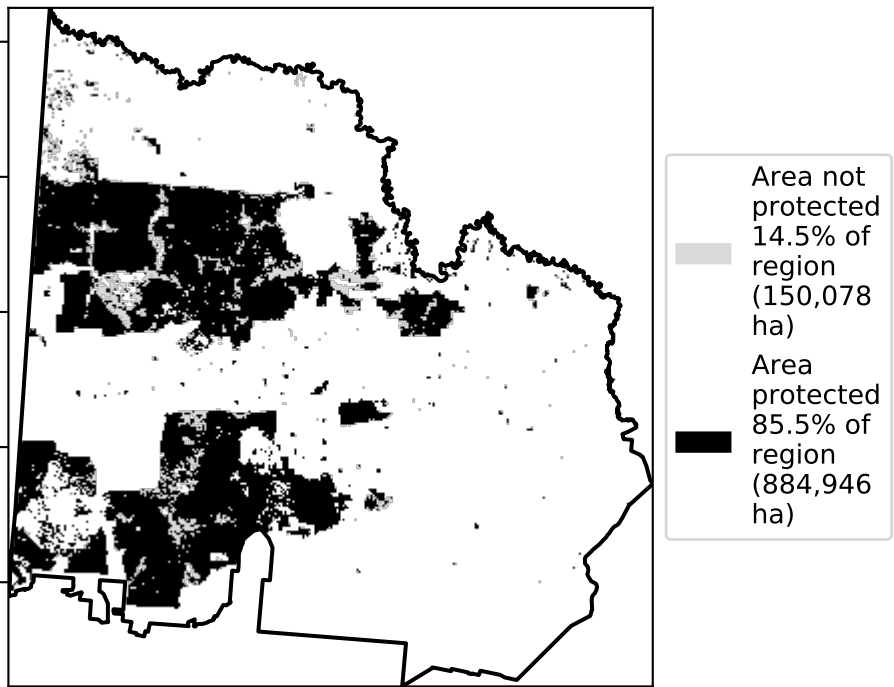 Area not
protected
14.5% of
region
(150,078
ha)
Area
protected
85.5% of
region
(884,946
ha)